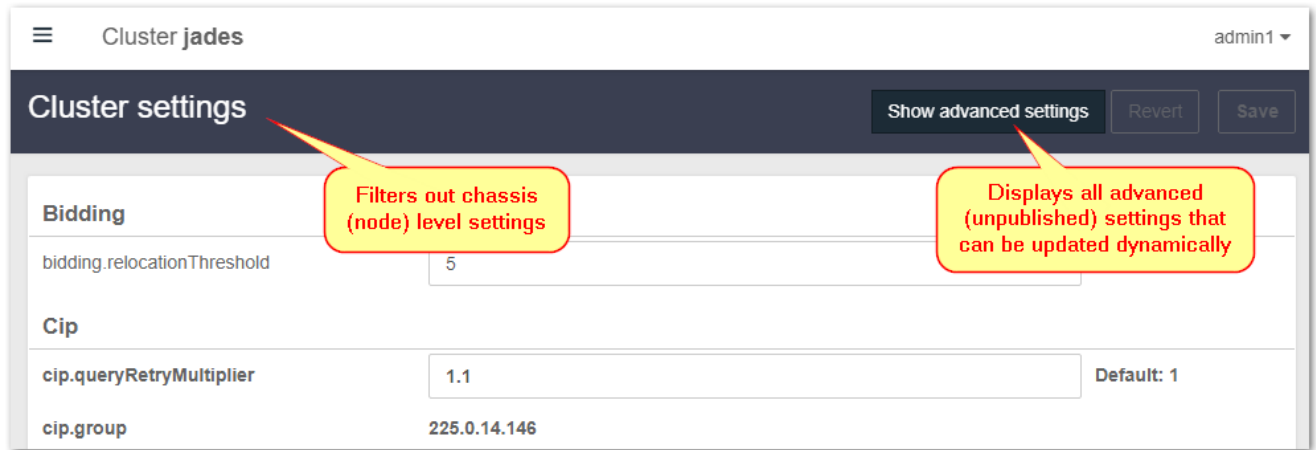 Cluster jades
admin1
Cluster settings
Show advanced settings
Revert
Save
Filters out chassis
(node) level settings
Displays all advanced
(unpublished) settings that
can be updated dynamically
Bidding
bidding.relocationThreshold
5
Cip
cip.queryRetryMultiplier
1.1
Default: 1
cip.group
225.0.14.146